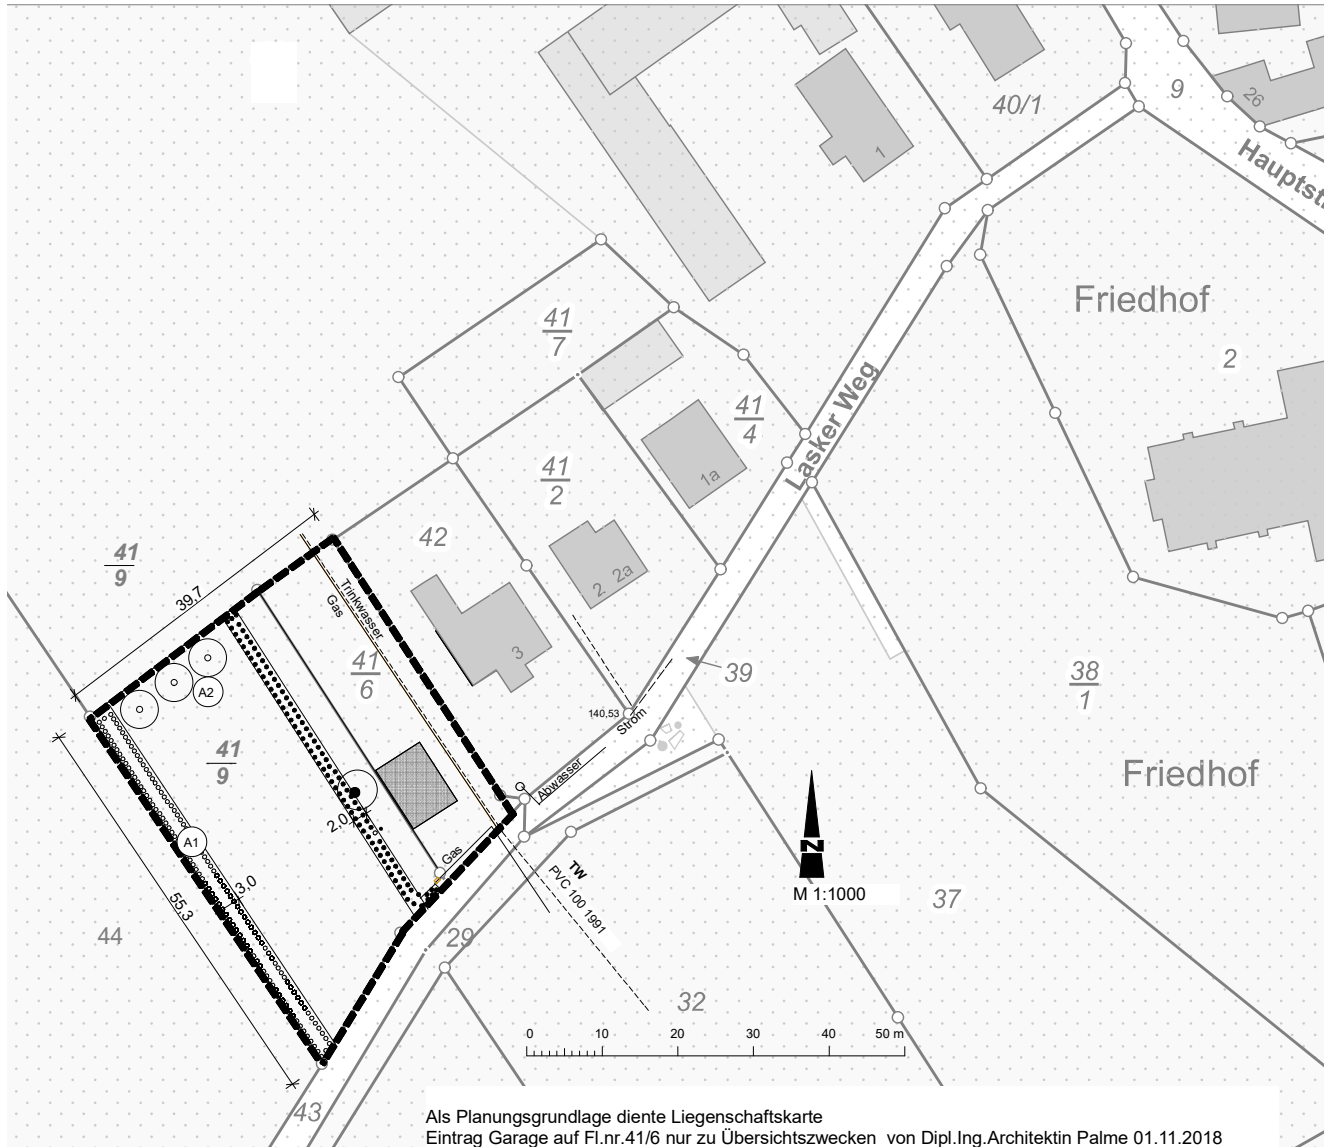 40/1
9
26
1
Hauptstr
Friedhof
2
41
7
41
4
Lasker Weg
1a
41
2
42
2 2a
41
9
39,7
Trinkwasser
Gas
3
41
6
39
38
1
A2
140,53
Strom
41
9
Friedhof
Abwasser
2,0
N
A1
Gas
M 1:1000
TW
PVC 100 1991
3,0
55,3
37
44
29
32
0 10 20 30 40 50 m
43
Als Planungsgrundlage diente Liegenschaftskarte
Eintrag Garage auf Fl.nr.41/6 nur zu Übersichtszwecken von Dipl.Ing.Architektin Palme 01.11.2018